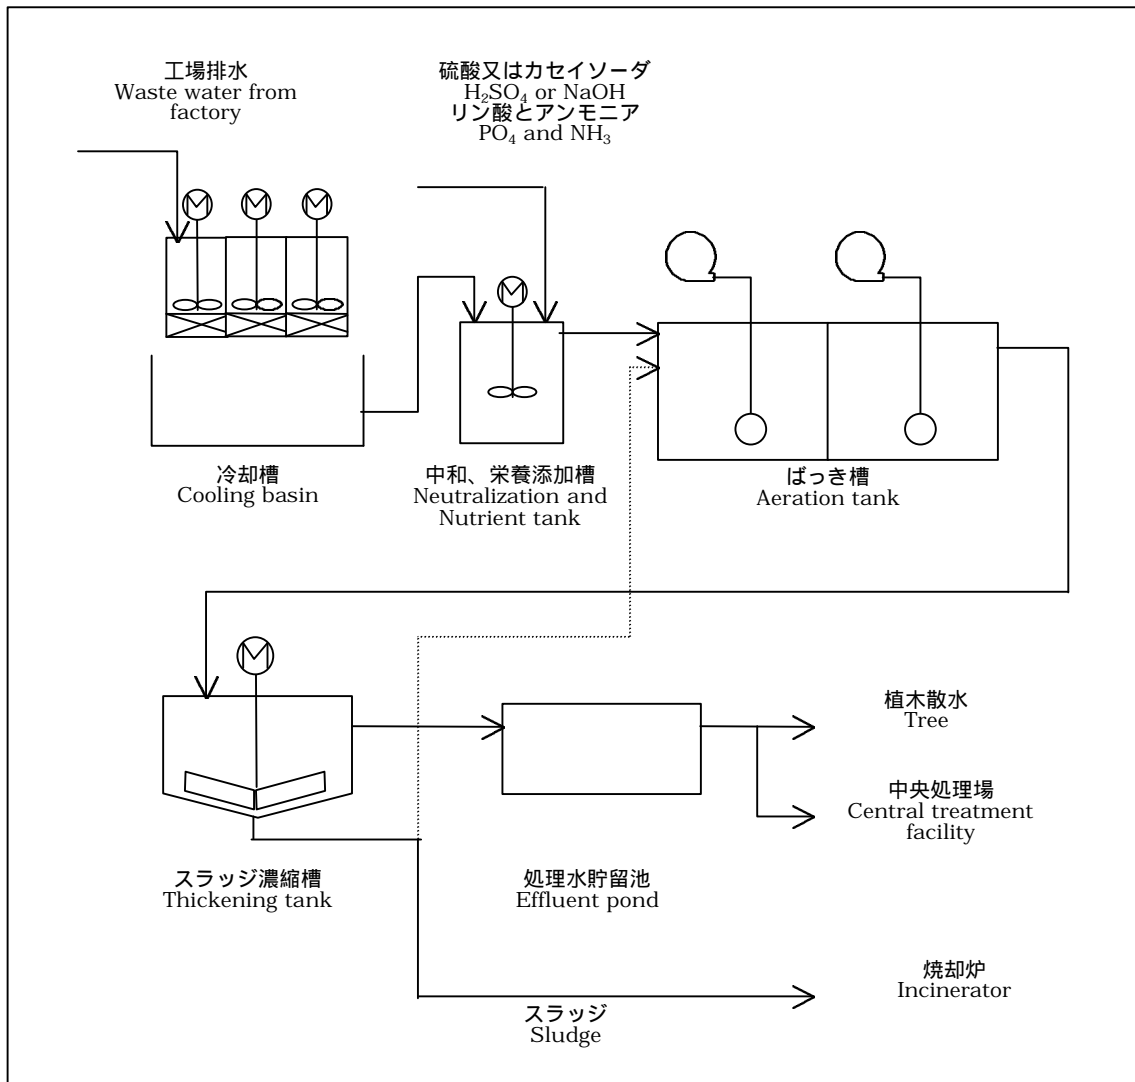 工場排水
Waste water from
factory
硫酸又はカセイソーダ
H₂SO₄ or NaOH
リン酸とアンモニア
PO₄ and NH₃
M
M
M
M
冷却槽
Cooling basin
中和、栄養添加槽
Neutralization and
Nutrient tank
ばっき槽
Aeration tank
M
植木散水
Tree
中央処理場
Central treatment
facility
スラッジ濃縮槽
Thickening tank
処理水貯留池
Effluent pond
焼却炉
Incinerator
スラッジ
Sludge